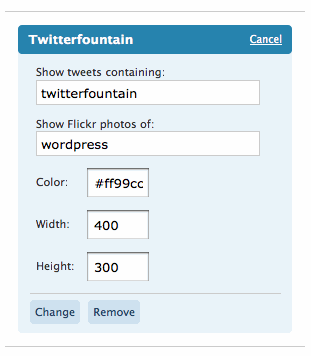 Twitterfountain Cancel
Show tweets containing:
twitterfountain
Show Flickr photos of:
wordpress
Color: #ff99cc
Width: 400
Height: 300
Change Remove